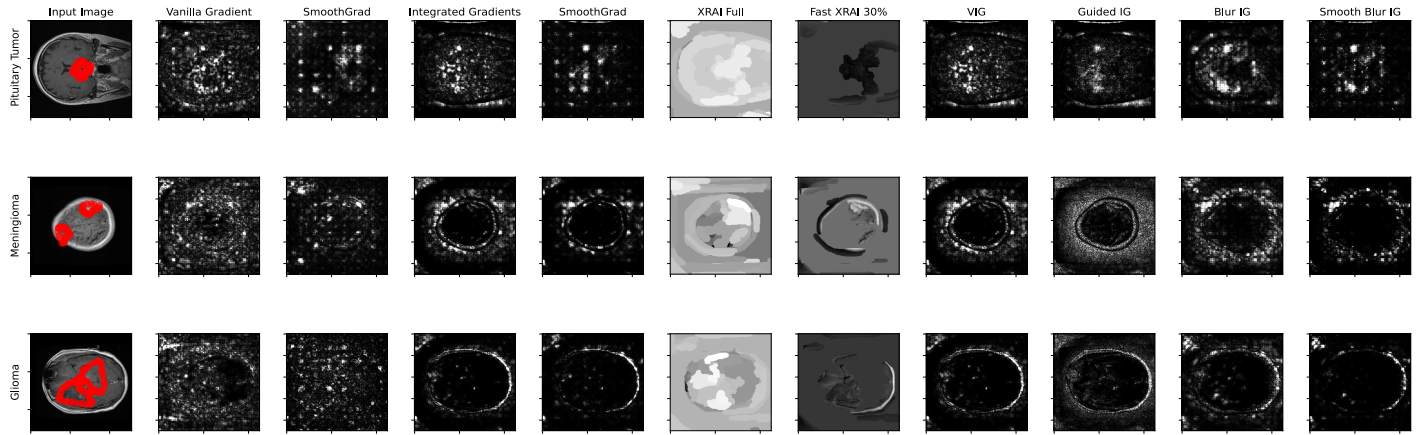 Input Image Vanilla Gradient SmoothGrad Integrated Gradients SmoothGrad XRAI Full Fast XRAI 30% VIG Guided IG Blur IG Smooth Blur IG
Pituitary Tumor
Meningioma
Glioma